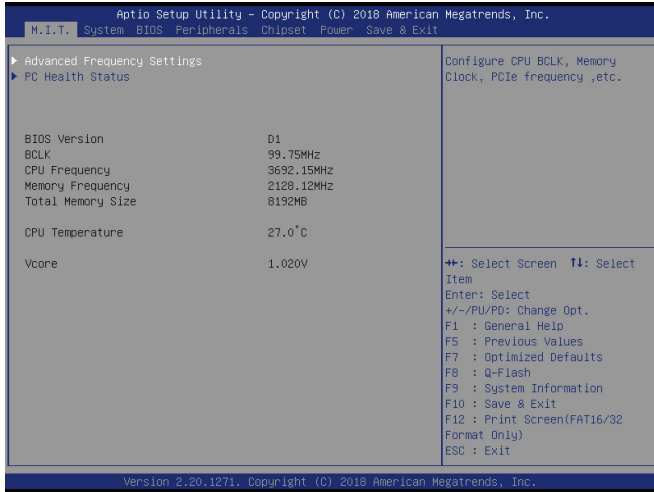 Aptio Setup Utility – Copyright (C) 2018 American Megatrends, Inc.
M.I.T. System BIOS Peripherals Chipset Power Save & Exit
Advanced Frequency Settings
PC Health Status
BIOS Version D1
BCLK 99.75MHz
CPU Frequency 3692.15MHz
Memory Frequency 2128.12MHz
Total Memory Size 8192MB
CPU Temperature 27.0°C
Vcore 1.020V
Configure CPU BCLK, Memory
Clock, PCIe frequency ,etc.
→←: Select Screen ↑↓: Select
Item
Enter: Select
+/-/PU/PD: Change Opt.
F1 : General Help
F5 : Previous Values
F7 : Optimized Defaults
F8 : Q-Flash
F9 : System Information
F10 : Save & Exit
F12 : Print Screen(FAT16/32
Format Only)
ESC : Exit
Version 2.20.1271. Copyright (C) 2018 American Megatrends, Inc.